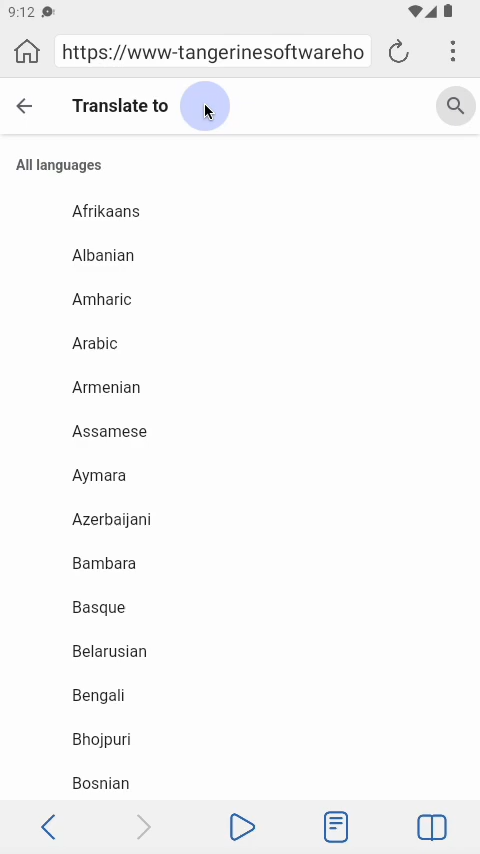 9:12
https://www-tangerinesoftwareho
Translate to
All languages
Afrikaans
Albanian
Amharic
Arabic
Armenian
Assamese
Aymara
Azerbaijani
Bambara
Basque
Belarusian
Bengali
Bhojpuri
Bosnian